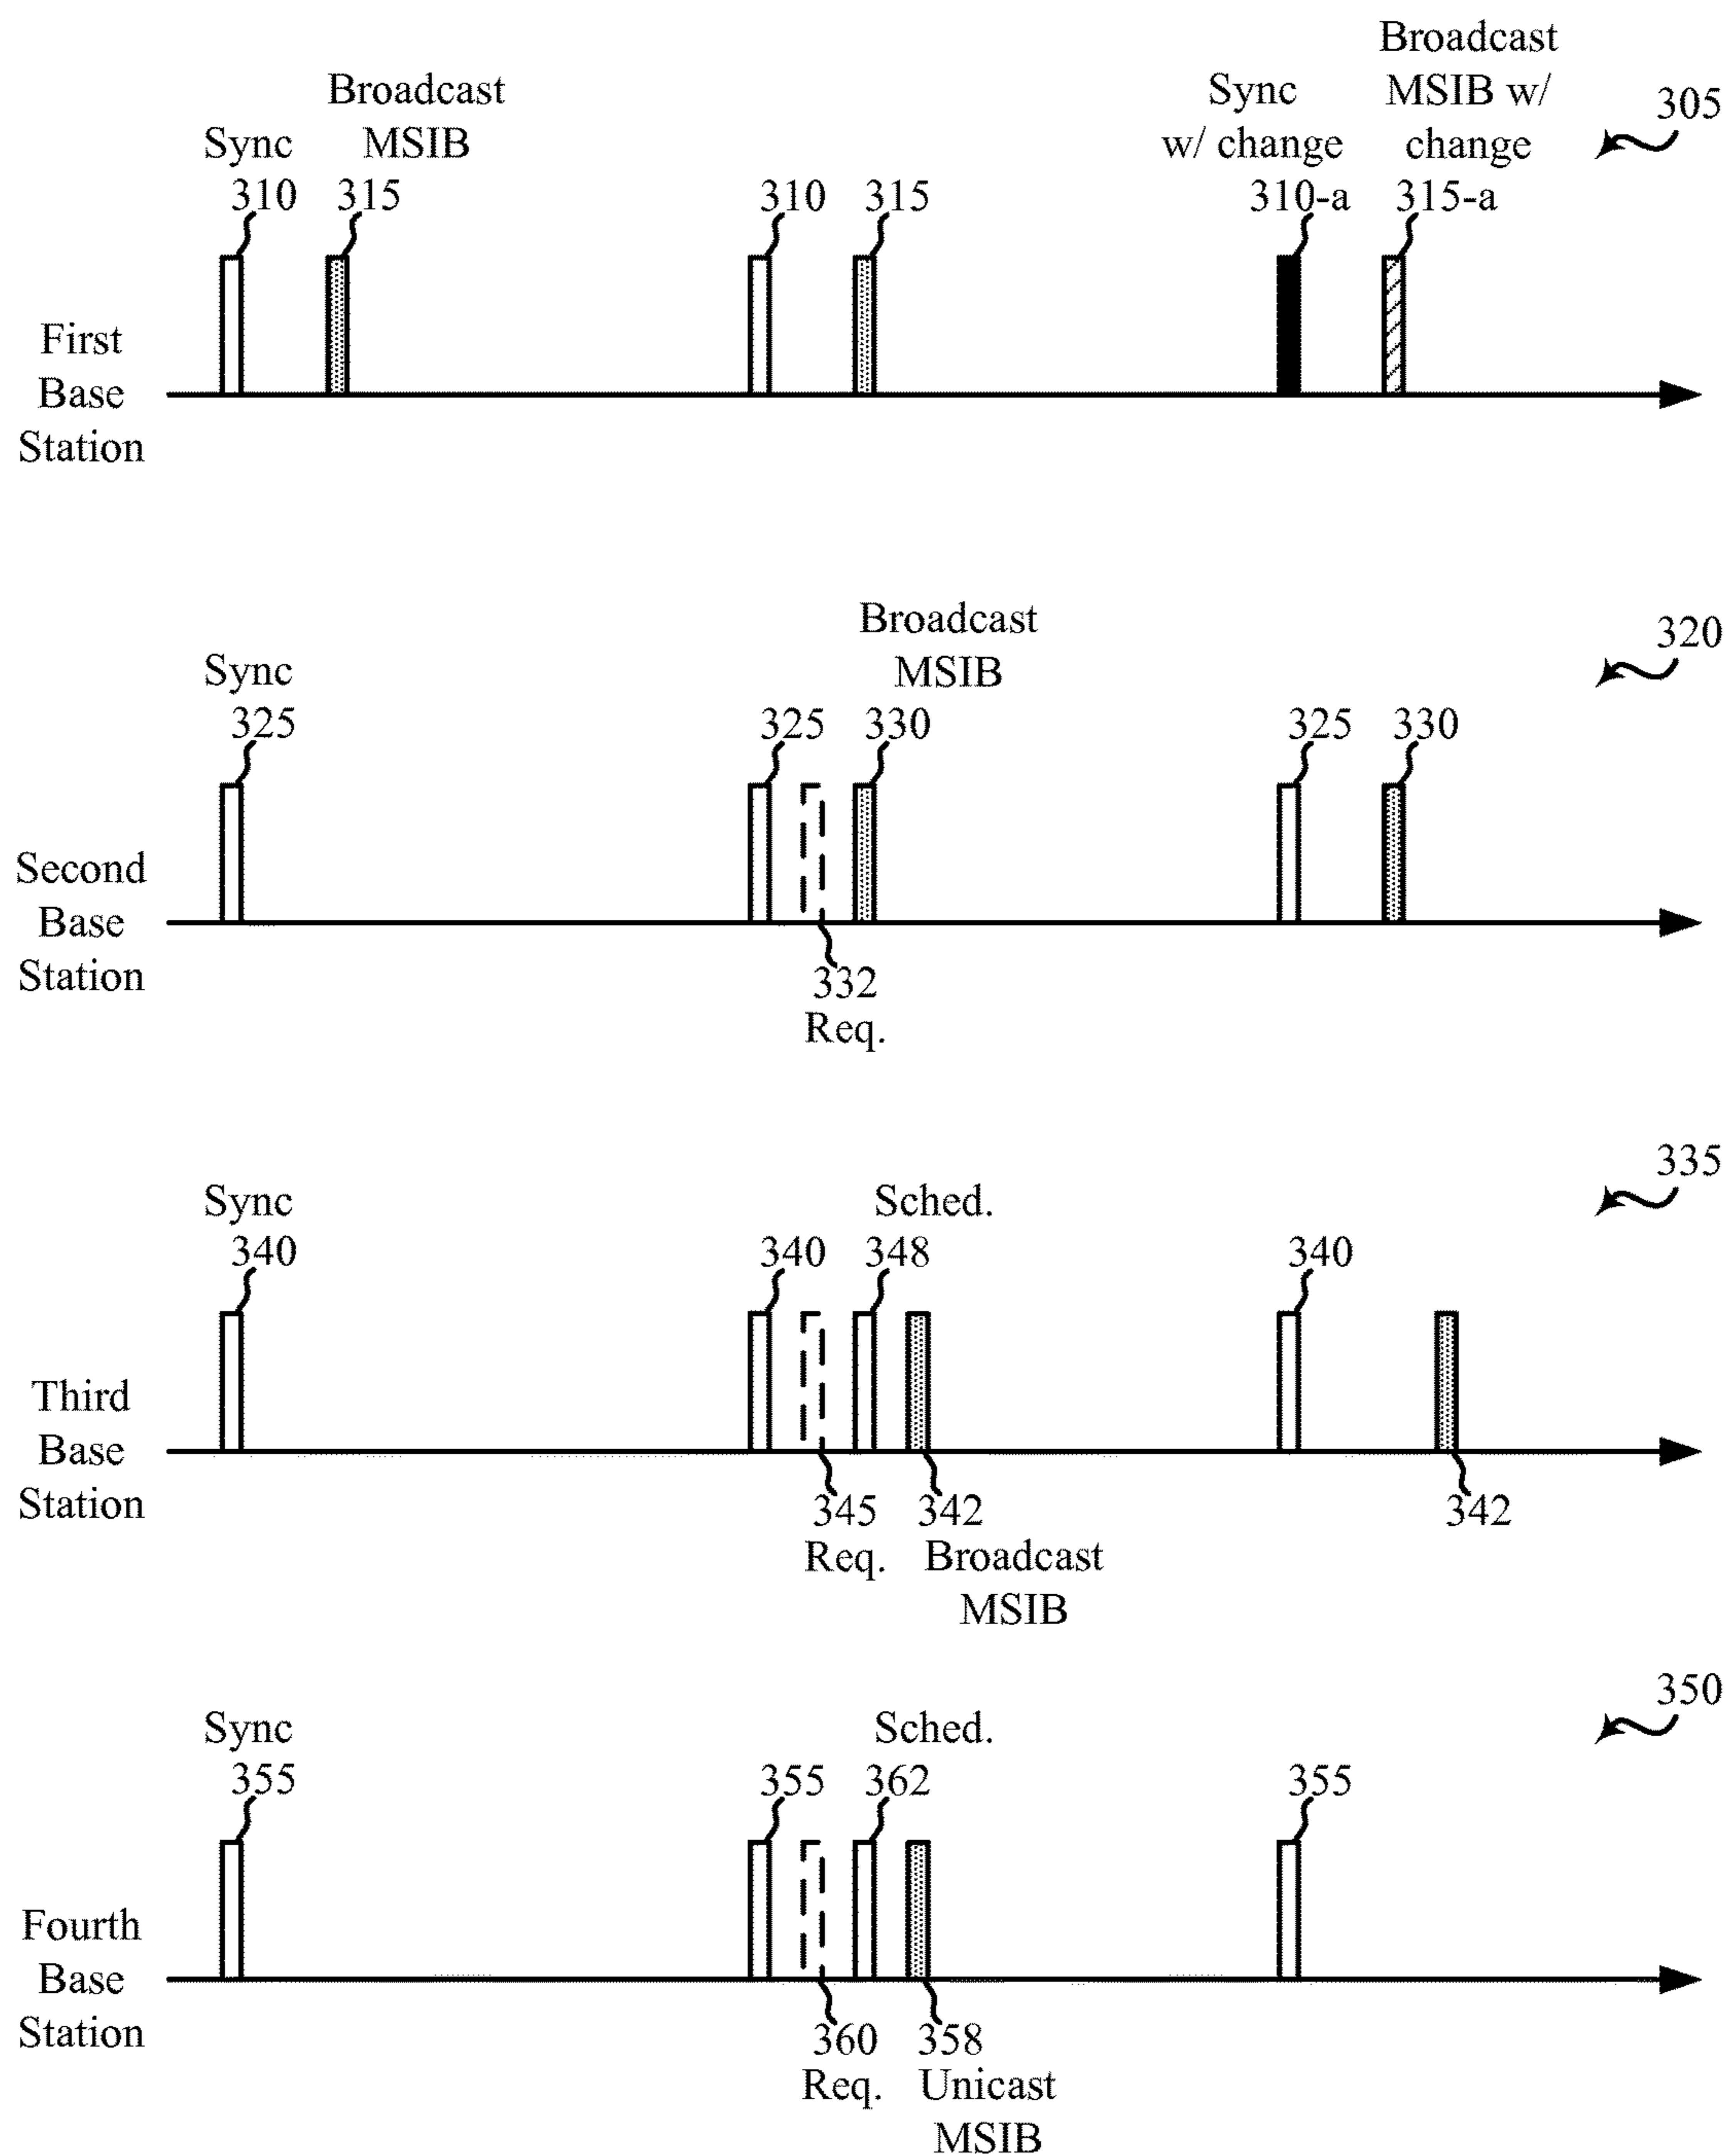 Broadcast
Broadcast Sync MSIB w/ 305
Sync MSIB w/ change change
310 315 310 315 310-a 315-a
First
Base
Station
Broadcast 320
Sync MSIB
325 325 330 325 330
Second
Base
Station
332
Req.
335
Sync Sched.
340 340 348 340
Third
Base
Station
345 342 342
Req. Broadcast
MSIB
350
Sync Sched.
355 355 362 355
Fourth
Base
Station
360 358
Req. Unicast
MSIB